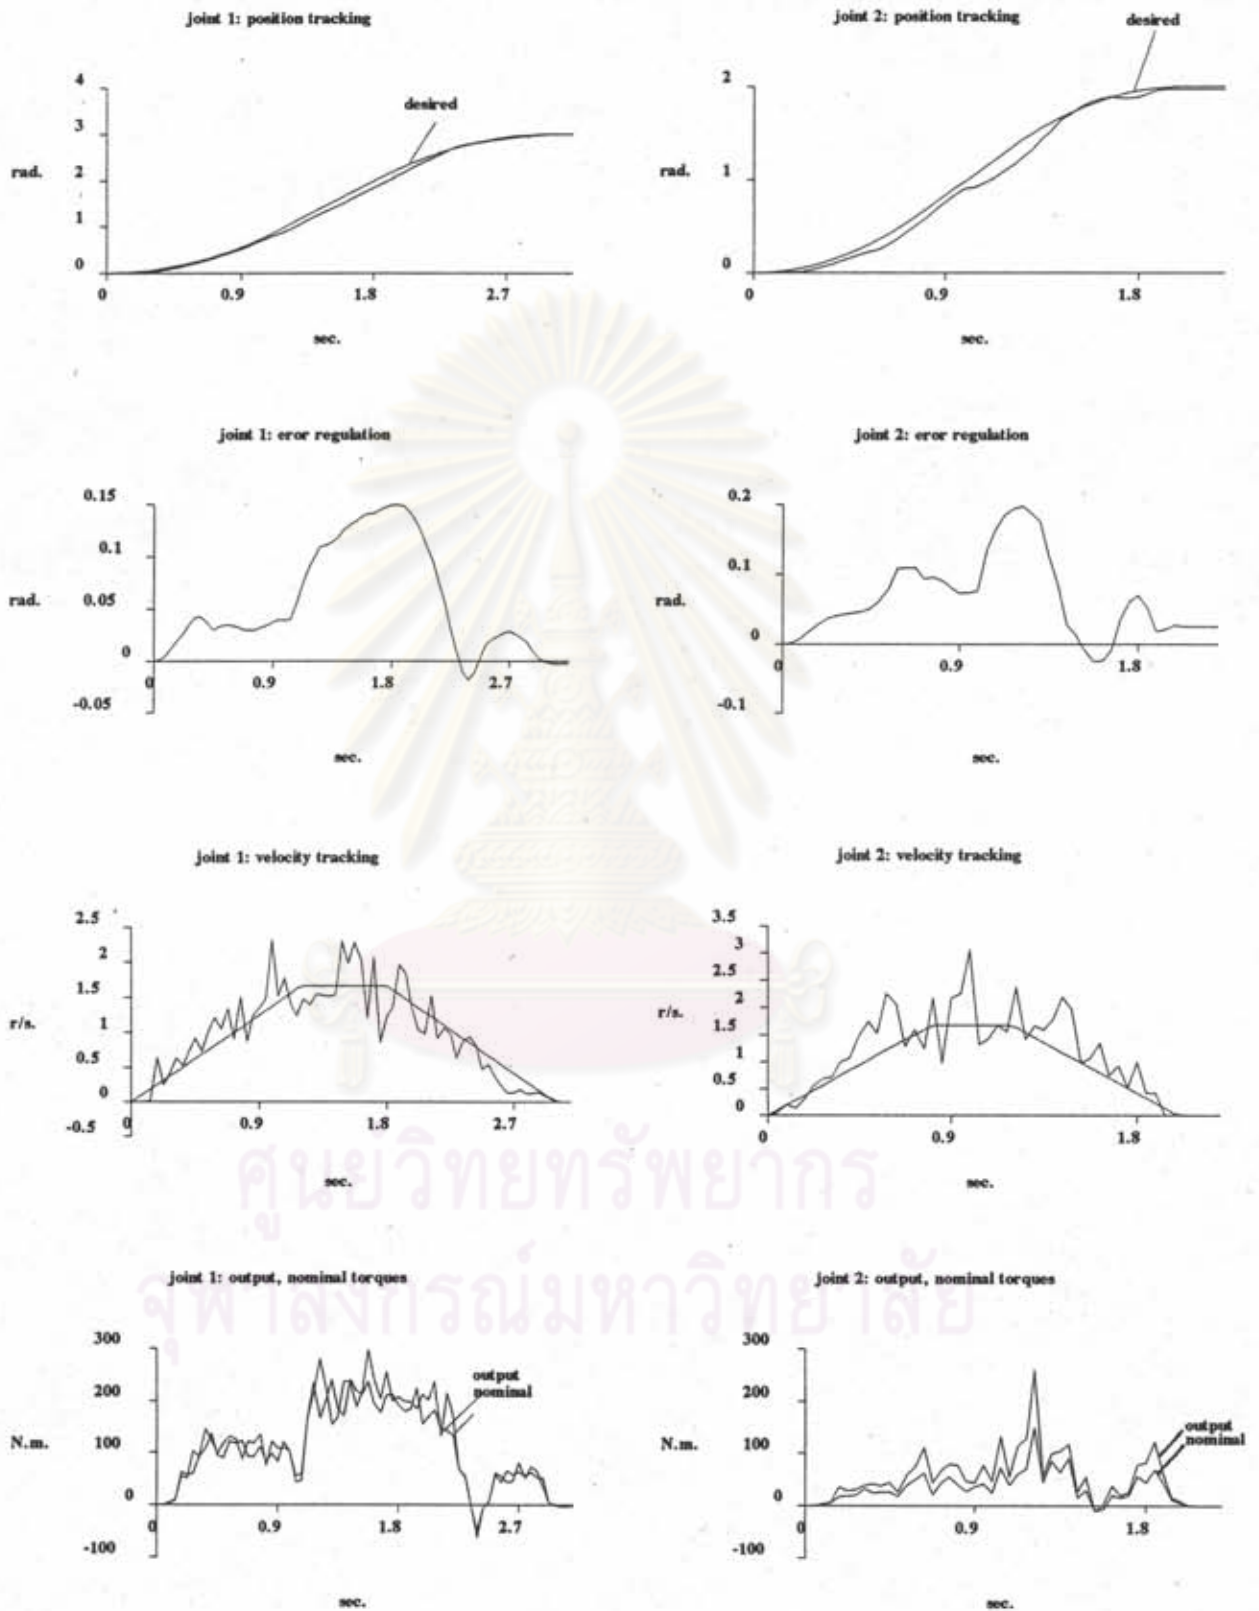 joint 1: position tracking
desired
4
3
2
1
0
rad.
0
0.9
1.8
2.7
sec.
joint 2: position tracking
desired
2
1
0
rad.
0
0.9
1.8
sec.
joint 1: eror regulation
0.15
0.1
0.05
0
-0.05
rad.
0
0.9
1.8
2.7
sec.
joint 2: eror regulation
0.2
0.1
0
-0.1
rad.
0
0.9
1.8
sec.
joint 1: velocity tracking
2.5
2
1.5
1
0.5
0
-0.5
r/s.
0
0.9
1.8
2.7
sec.
joint 2: velocity tracking
3.5
3
2.5
2
1.5
1
0.5
0
r/s.
0
0.9
1.8
sec.
ศูนย์วิทยทรัพยากร
จุฬาลงกรณ์มหาวิทยาลัย
joint 1: output, nominal torques
300
200
100
0
-100
N.m.
output
nominal
0
0.9
1.8
2.7
sec.
joint 2: output, nominal torques
300
200
100
0
-100
N.m.
output
nominal
0
0.9
1.8
sec.